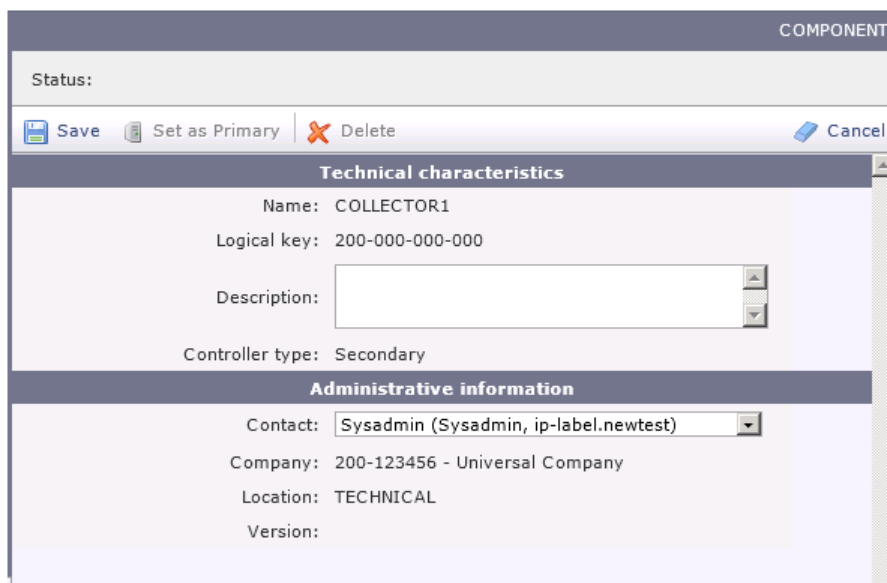 COMPONENT
Status:
Save Set as Primary Delete Cancel
Technical characteristics
Name: COLLECTOR1
Logical key: 200-000-000-000
Description:
Controller type: Secondary
Administrative information
Contact: Sysadmin (Sysadmin, ip-label.newtest)
Company: 200-123456 - Universal Company
Location: TECHNICAL
Version: